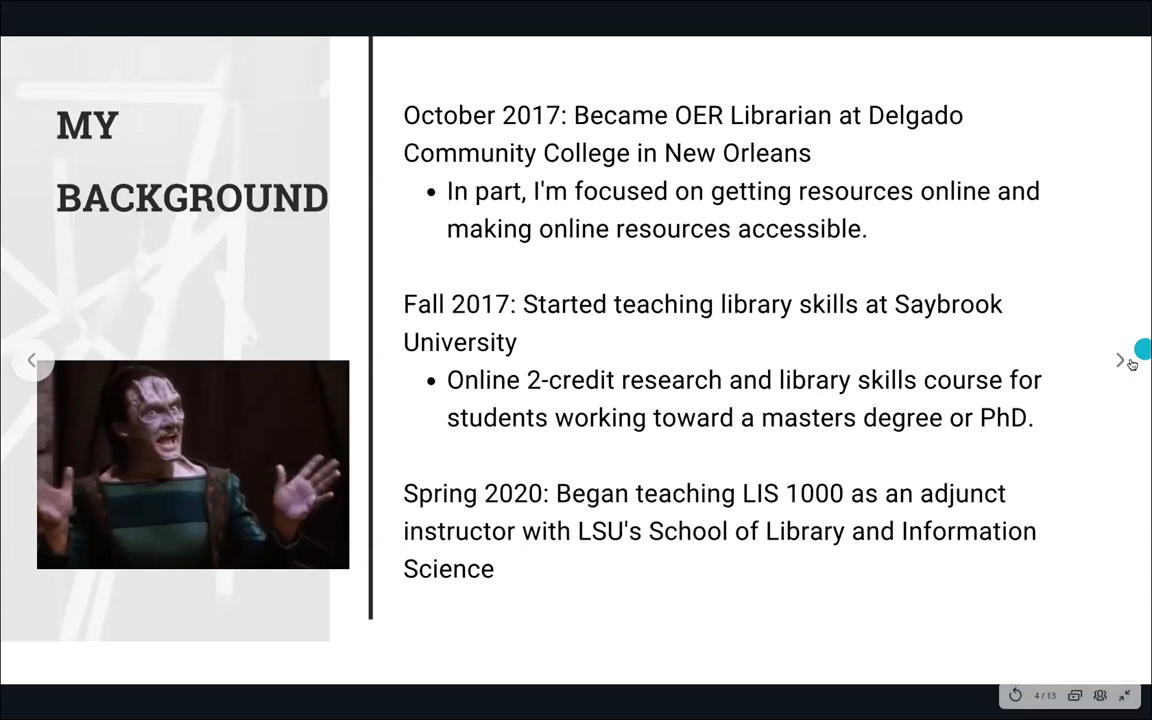 MY
BACKGROUND
October 2017: Became OER Librarian at Delgado
Community College in New Orleans
• In part, I'm focused on getting resources online and
making online resources accessible.
Fall 2017: Started teaching library skills at Saybrook
University
• Online 2-credit research and library skills course for
students working toward a masters degree or PhD.
Spring 2020: Began teaching LIS 1000 as an adjunct
instructor with LSU's School of Library and Information
Science
4/13